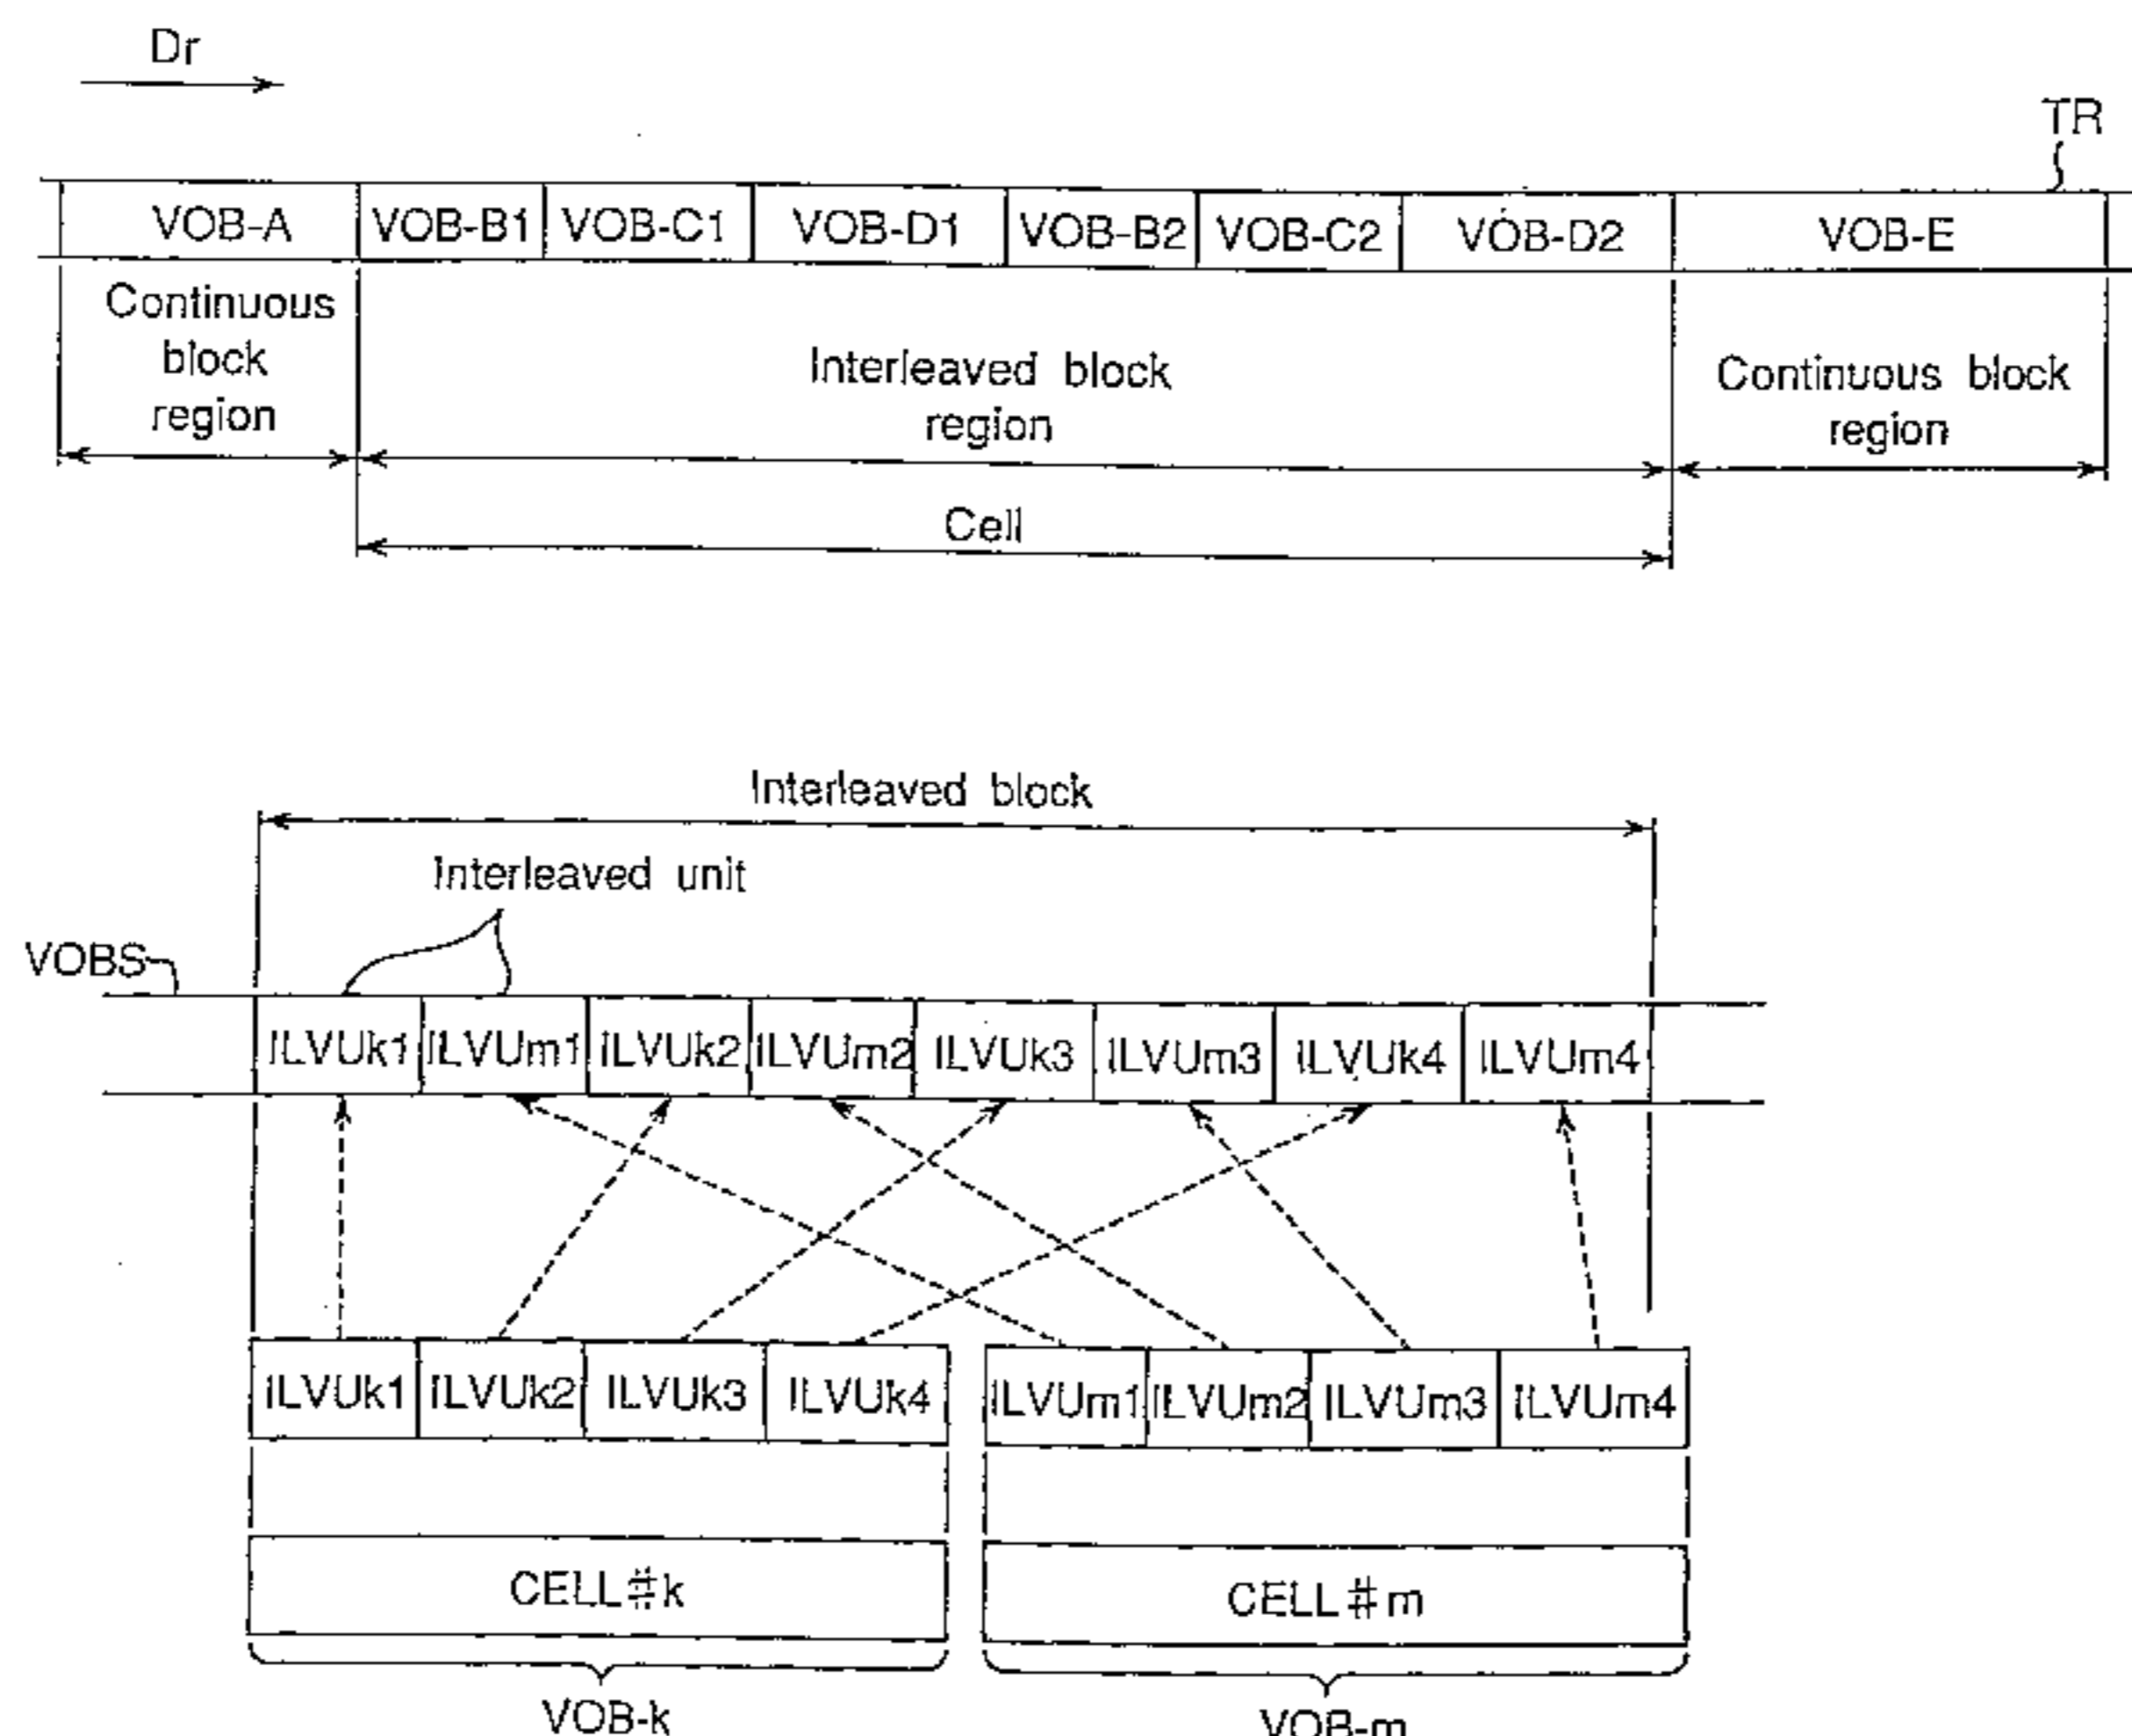 Dr
TR
VOB-A VOB-B1 VOB-C1 VOB-D1 VOB-B2 VOB-C2 VOB-D2 VOB-E
Continuous
block
region
Interleaved block
region
Continuous block
region
Cell
Interleaved block
Interleaved unit
VOBS
ILVUk1 ILVUm1 ILVUk2 ILVUm2 ILVUk3 ILVUm3 ILVUk4 ILVUm4
ILVUk1 ILVUk2 ILVUk3 ILVUk4 ILVUm1 ILVUm2 ILVUm3 ILVUm4
CELL#k CELL#m
VOB-k VOB-m